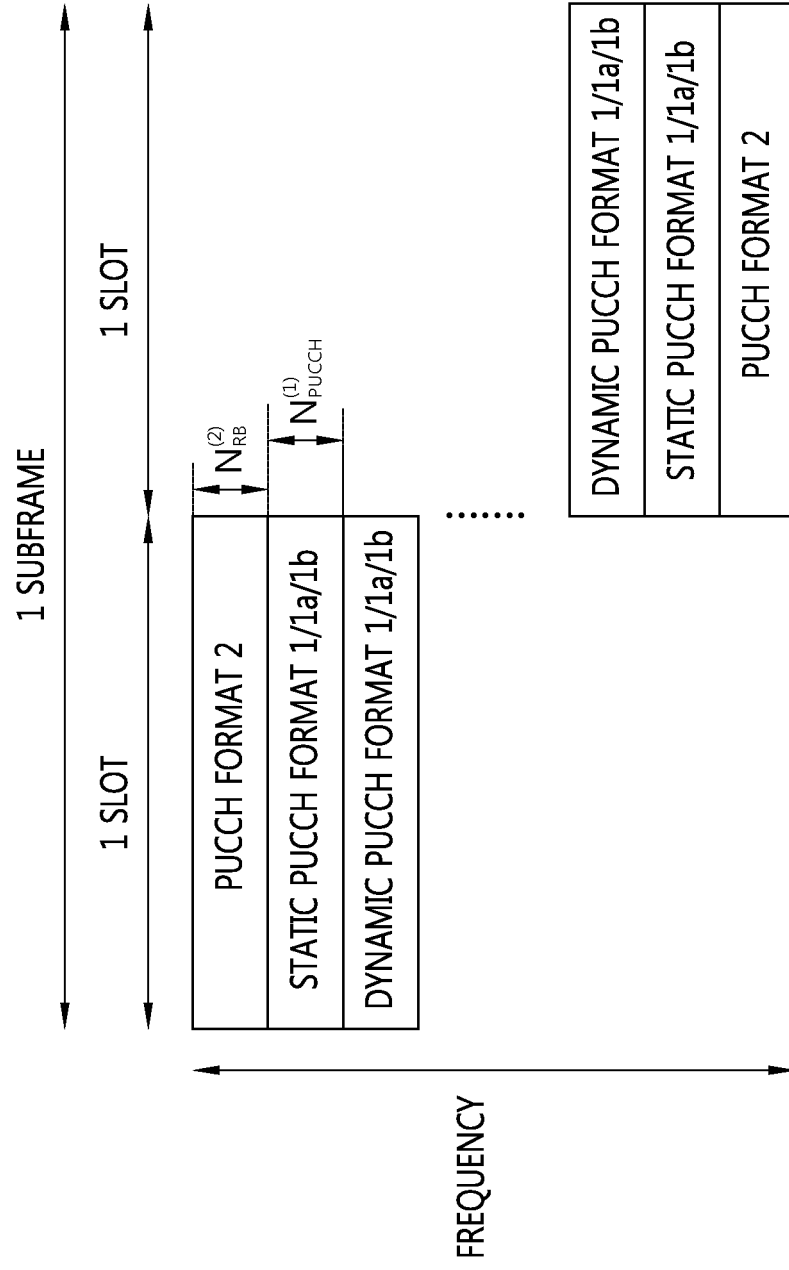 1 SUBFRAME
1 SLOT
1 SLOT
N_RB^(2)
N_PUCCH^(1)
PUCCH FORMAT 2
STATIC PUCCH FORMAT 1/1a/1b
DYNAMIC PUCCH FORMAT 1/1a/1b
.......
DYNAMIC PUCCH FORMAT 1/1a/1b
STATIC PUCCH FORMAT 1/1a/1b
PUCCH FORMAT 2
FREQUENCY